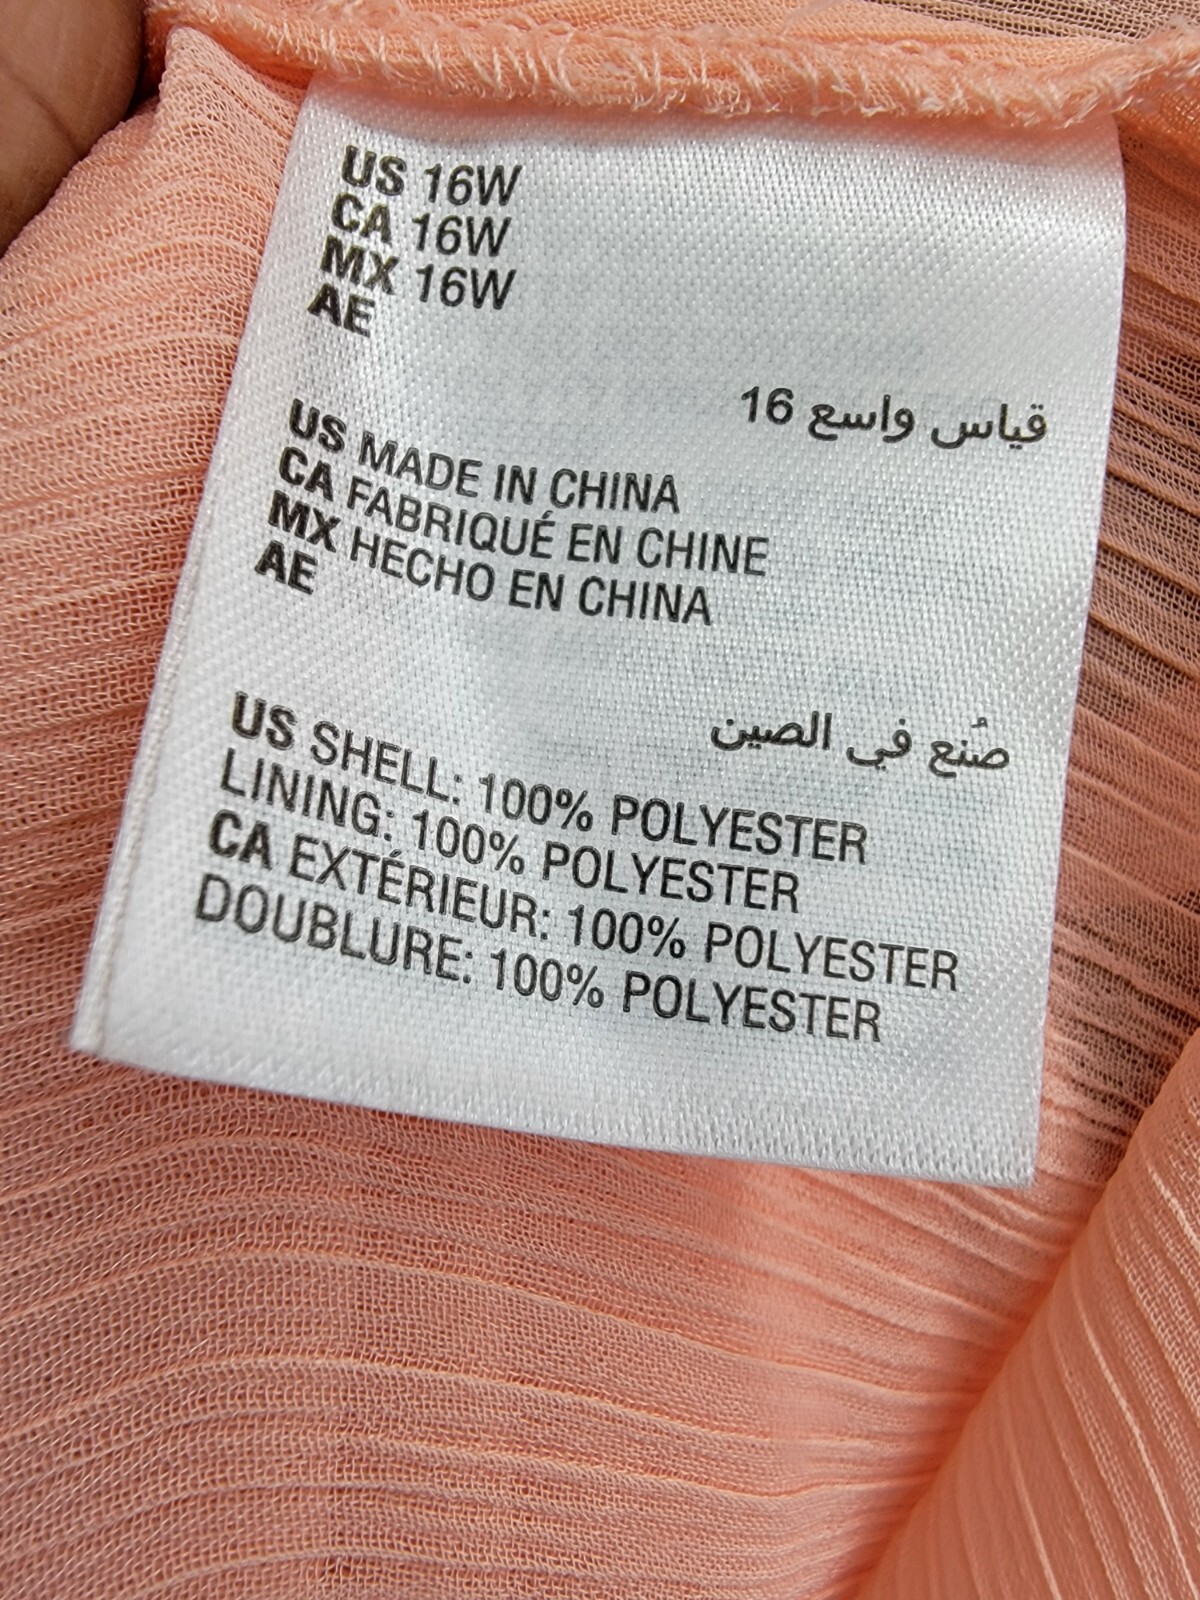 US 16W
CA 16W
MX 16W
AE
قياس واسع 16
US MADE IN CHINA
CA FABRIQUÉ EN CHINE
MX HECHO EN CHINA
AE
صُنع في الصين
US SHELL: 100% POLYESTER
LINING: 100% POLYESTER
CA EXTÉRIEUR: 100% POLYESTER
DOUBLURE: 100% POLYESTER